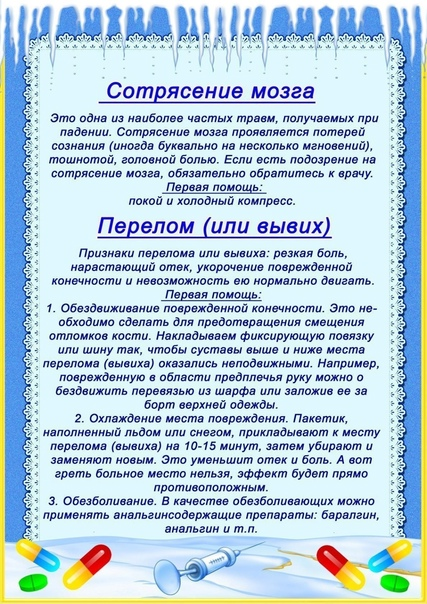 Сотрясение мозга
Это одна из наиболее частых травм, получаемых при
падении. Сотрясение мозга проявляется потерей
сознания (иногда буквально на несколько мгновений),
тошнотой, головной болью. Если есть подозрение на
сотрясение мозга, обязательно обратитесь к врачу.
Первая помощь:
покой и холодный компресс.
Перелом (или вывих)
Признаки перелома или вывиха: резкая боль,
нарастающий отек, укорочение поврежденной
конечности и невозможность ею нормально двигать.
Первая помощь:
1. Обездвиживание поврежденной конечности. Это не-
обходимо сделать для предотвращения смещения
отломков кости. Накладываем фиксирующую повязку
или шину так, чтобы суставы выше и ниже места
перелома (вывиха) оказались неподвижными. Например,
поврежденную в области предплечья руку можно о
бездвижить перевязью из шарфа или заложив ее за
борт верхней одежды.
2. Охлаждение места повреждения. Пакетик,
наполненный льдом или снегом, прикладывают к месту
перелома (вывиха) на 10-15 минут, затем убирают и
заменяют новым. Это уменьшит отек и боль. А вот
греть больное место нельзя, эффект будет прямо
противоположным.
3. Обезболивание. В качестве обезболивающих можно
применять анальгинсодержащие препараты: баралгин,
анальгин и т.п.